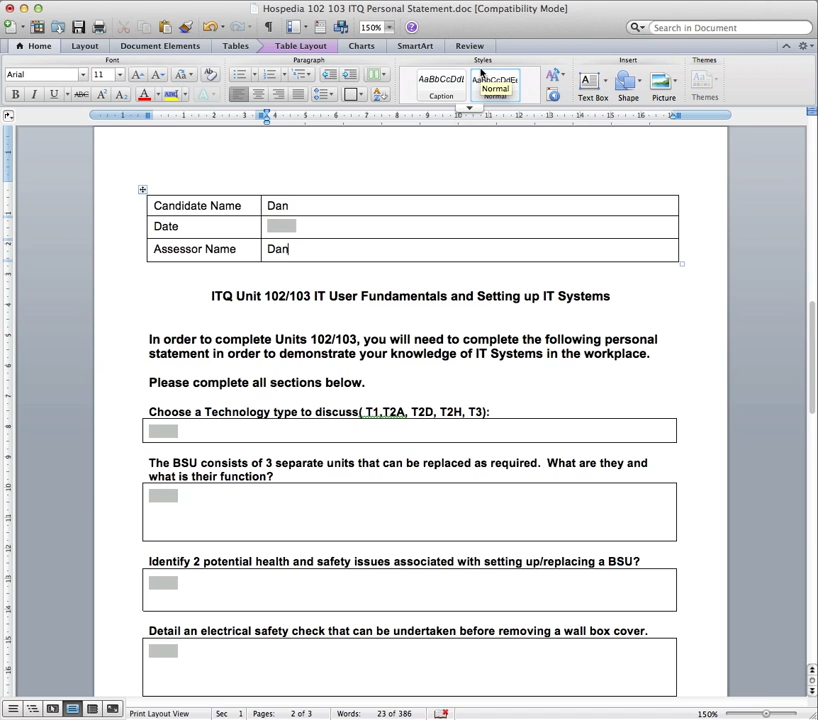 Hospedia 102 103 ITQ Personal Statement.doc [Compatibility Mode]
150%
Search in Document
Home
Layout
Document Elements
Tables
Table Layout
Charts
SmartArt
Review
Font
Paragraph
Styles
Insert
Themes
Arial
11
AaBbCcDdI
Caption
AaBbCcDdEe
Normal
Normal
Text Box
Shape
Picture
Themes
B I U ABC A2 A2
Candidate Name Dan
Date
Assessor Name Dan
ITQ Unit 102/103 IT User Fundamentals and Setting up IT Systems
In order to complete Units 102/103, you will need to complete the following personal
statement in order to demonstrate your knowledge of IT Systems in the workplace.
Please complete all sections below.
Choose a Technology type to discuss( T1,T2A, T2D, T2H, T3):
The BSU consists of 3 separate units that can be replaced as required. What are they and
what is their function?
Identify 2 potential health and safety issues associated with setting up/replacing a BSU?
Detail an electrical safety check that can be undertaken before removing a wall box cover.
Print Layout View
Sec 1
Pages: 2 of 3
Words: 23 of 386
150%